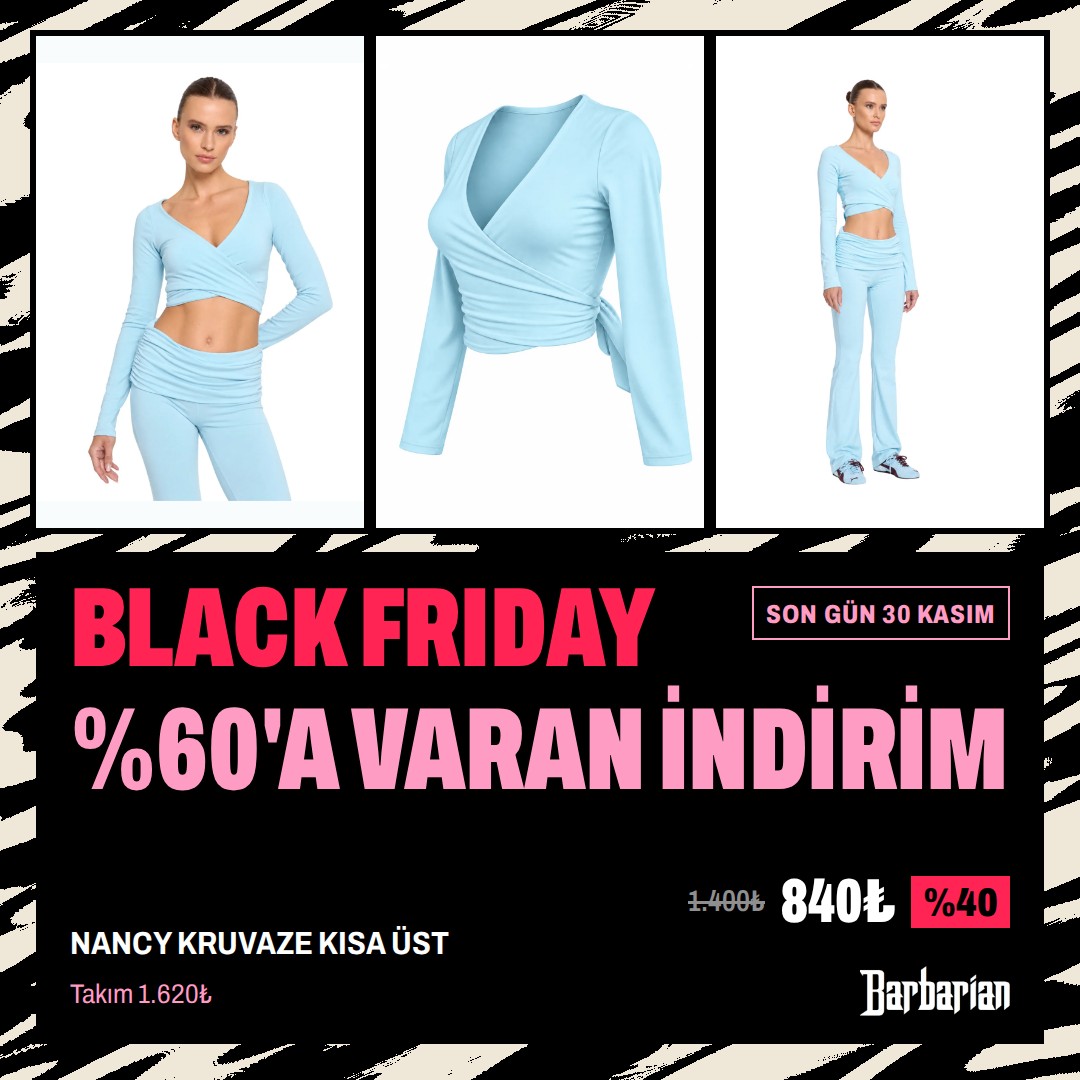 BLACK FRIDAY
SON GÜN 30 KASIM
%60'A VARAN İNDİRİM
1.400₺ 840₺ %40
NANCY KRUVAZE KISA ÜST
Takım 1.620₺
Barbarian